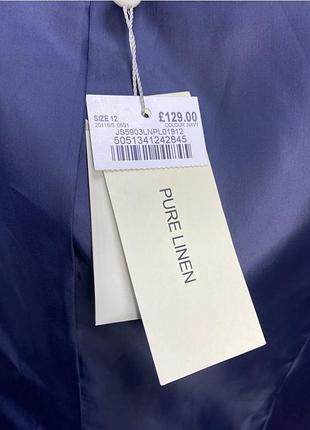 SIZE 12
£129.00
COLOUR NAVY
JS5903LNPL01912
5051341242845
PURE LINEN